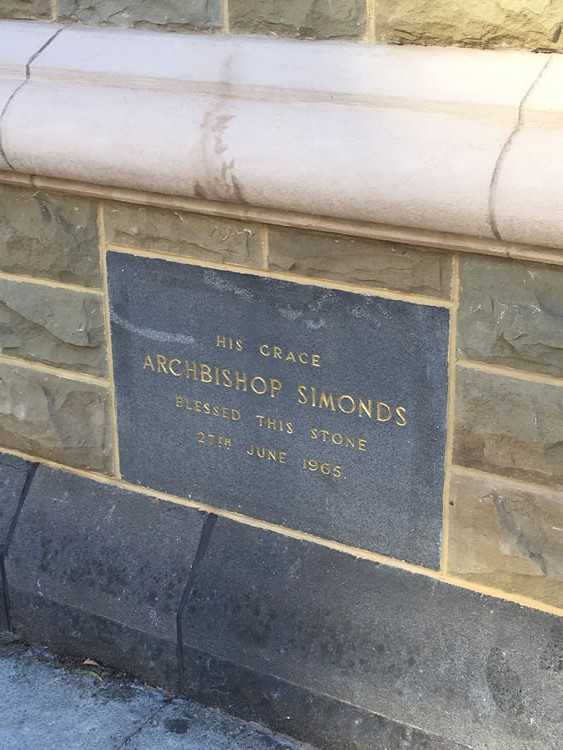 HIS GRACE
ARCHBISHOP SIMONDS
BLESSED THIS STONE
27TH JUNE 1965.